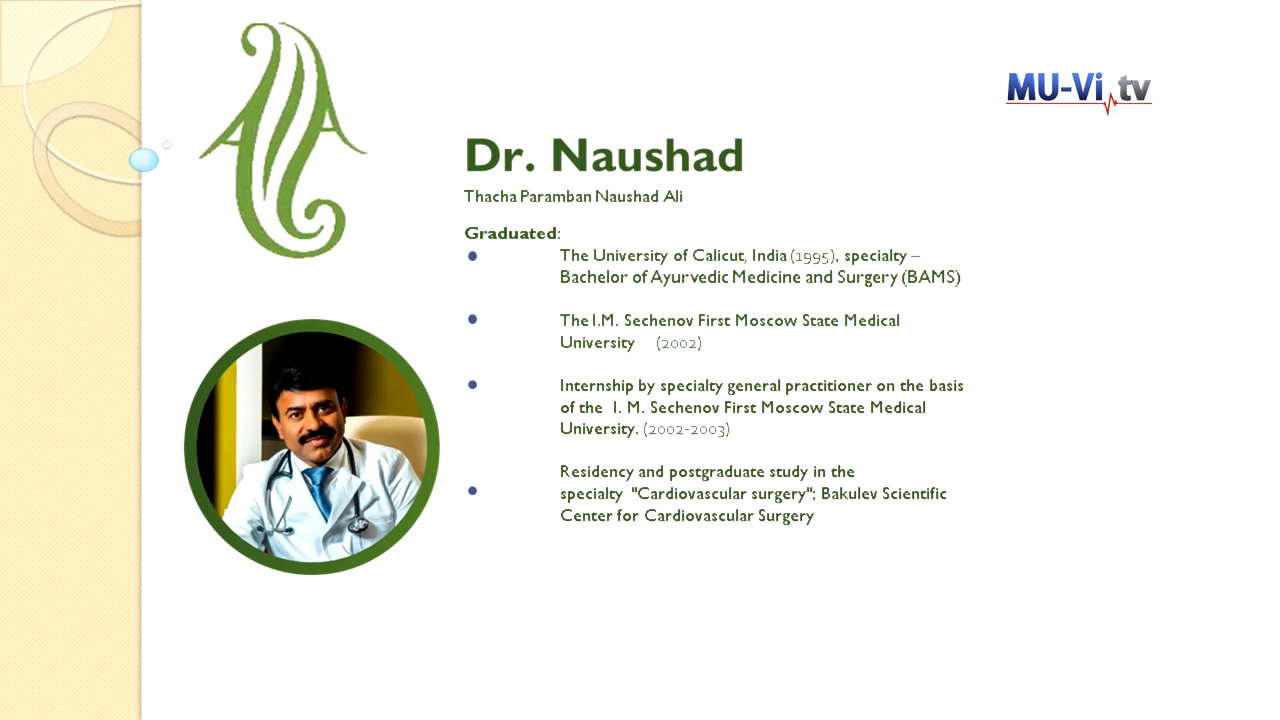 MU-Vi tv
Dr. Naushad
Thacha Paramban Naushad Ali
Graduated:
The University of Calicut, India (1995), specialty –
Bachelor of Ayurvedic Medicine and Surgery (BAMS)
The I.M. Sechenov First Moscow State Medical
University (2002)
Internship by specialty general practitioner on the basis
of the I. M. Sechenov First Moscow State Medical
University. (2002-2003)
Residency and postgraduate study in the
specialty "Cardiovascular surgery"; Bakulev Scientific
Center for Cardiovascular Surgery